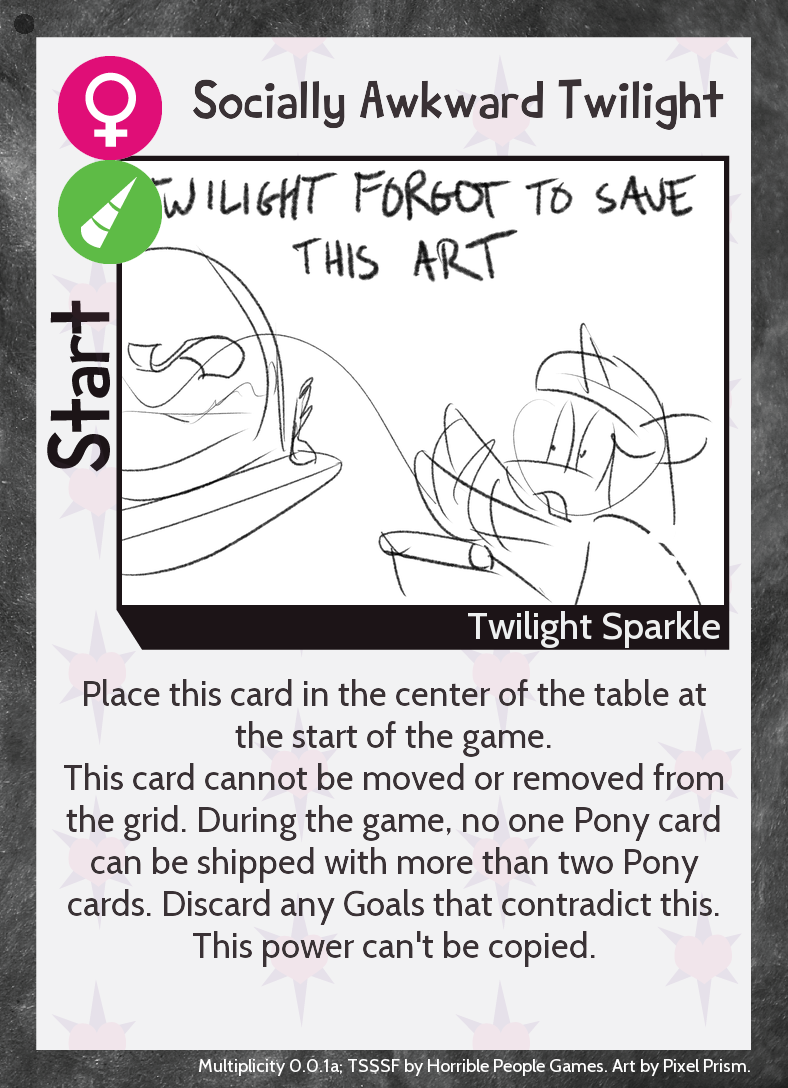 Socially Awkward Twilight
TWILIGHT FORGOT TO SAVE
THIS ART
Start
Twilight Sparkle
Place this card in the center of the table at
the start of the game.
This card cannot be moved or removed from
the grid. During the game, no one Pony card
can be shipped with more than two Pony
cards. Discard any Goals that contradict this.
This power can't be copied.
Multiplicity 0.0.1a; TSSSF by Horrible People Games. Art by Pixel Prism.